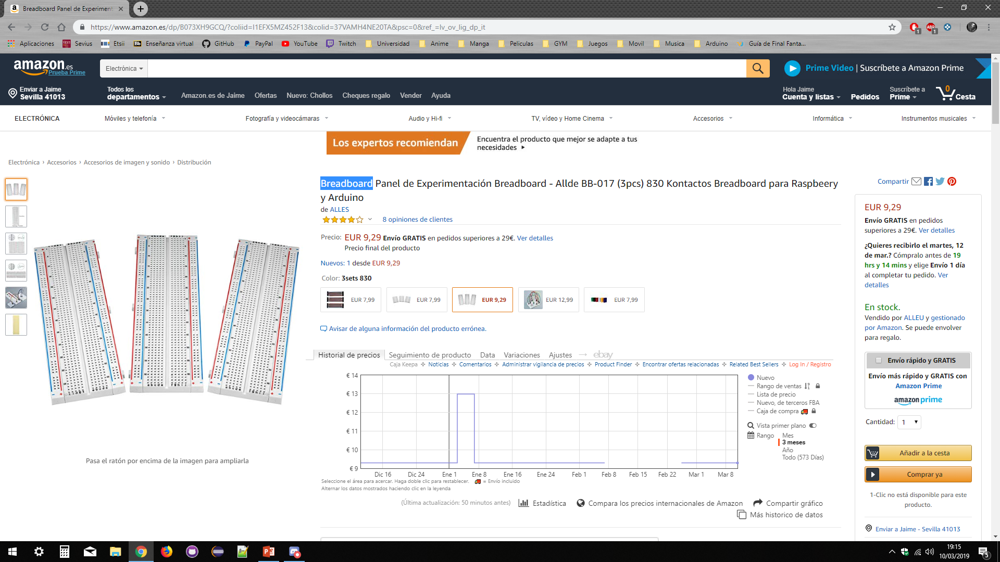 Breadboard Panel de Experiment
https://www.amazon.es/dp/B073XH9GCQ/?coliid=I1EFX5MZ452F13&colid=37VAMH4NE20TA&psc=0&ref_=lv_ov_lig_dp_it
1 1
Aplicaciones Sevius Etsii Enseñanza virtual GitHub PayPal YouTube Twitch Universidad Anime Manga Peliculas GYM Juegos Movil Musica Arduino Guía de Final Fanta...
amazon.es
Prueba Prime
Electrónica
Prime Video | Suscríbete a Amazon Prime
Enviar a Jaime
Sevilla 41013
Todos los
departamentos
Amazon.es de Jaime Ofertas Nuevo: Chollos Cheques regalo Vender Ayuda
Hola Jaime
Cuenta y listas
Pedidos
Suscríbete a
Prime
0
Cesta
ELECTRÓNICA Móviles y telefonía Fotografía y videocámaras Audio y Hi-fi TV, vídeo y Home Cinema Accesorios Informática Instrumentos musicales
Los expertos recomiendan
Encuentra el producto que mejor se adapte a tus
necesidades
Electrónica › Accesorios › Accesorios de imagen y sonido › Distribución
Breadboard Panel de Experimentación Breadboard - Allde BB-017 (3pcs) 830 Kontactos Breadboard para Raspbeery
y Arduino
de ALLES
8 opiniones de clientes
Precio: EUR 9,29 Envío GRATIS en pedidos superiores a 29€. Ver detalles
Precio final del producto
Nuevos: 1 desde EUR 9,29
Color: 3sets 830
EUR 7,99 EUR 7,99 EUR 9,29 EUR 12,99 EUR 7,99
Avisar de alguna información del producto errónea.
Pasa el ratón por encima de la imagen para ampliarla
Historial de precios Seguimiento de producto Data Variaciones Ajustes → ebay
Caja Keepa Noticias Comentarios Administrar vigilancia de precios Product Finder Encontrar ofertas relacionadas Related Best Sellers Log In / Registro
€ 14
€ 13
€ 12
€ 11
€ 10
€ 9
Dic 16 Dic 24 Ene 1 Ene 8 Ene 16 Ene 24 Feb 1 Feb 8 Feb 15 Feb 22 Mar 1 Mar 8
Nuevo
Rango de ventas
Lista de precio
Nuevo, de terceros FBA
Caja de compra
Vista primer plano
Rango
Mes
3 meses
Año
Todo (573 Días)
Seleccione el área para acercar. Haga doble clic para restablecer. = Envío incluido
Alternar los datos mostrados haciendo clic en la leyenda
(Última actualización: 50 minutos antes) Estadística Compara los precios internacionales de Amazon Compartir gráfico
Más historico de datos
Compartir
EUR 9,29
Envío GRATIS en pedidos
superiores a 29€. Ver detalles
¿Quieres recibirlo el martes, 12
de mar.? Cómpralo antes de 19
hrs y 14 mins y elige Envío 1 día
al completar tu pedido. Ver
detalles
En stock.
Vendido por ALLEU y gestionado
por Amazon. Se puede envolver
para regalo.
Envío rápido y GRATIS
Envío más rápido y GRATIS con
Amazon Prime
amazon prime
Cantidad: 1
Añadir a la cesta
Comprar ya
1-Clic no está disponible para este
producto.
Enviar a Jaime - Sevilla 41013
19:15
10/03/2019
5